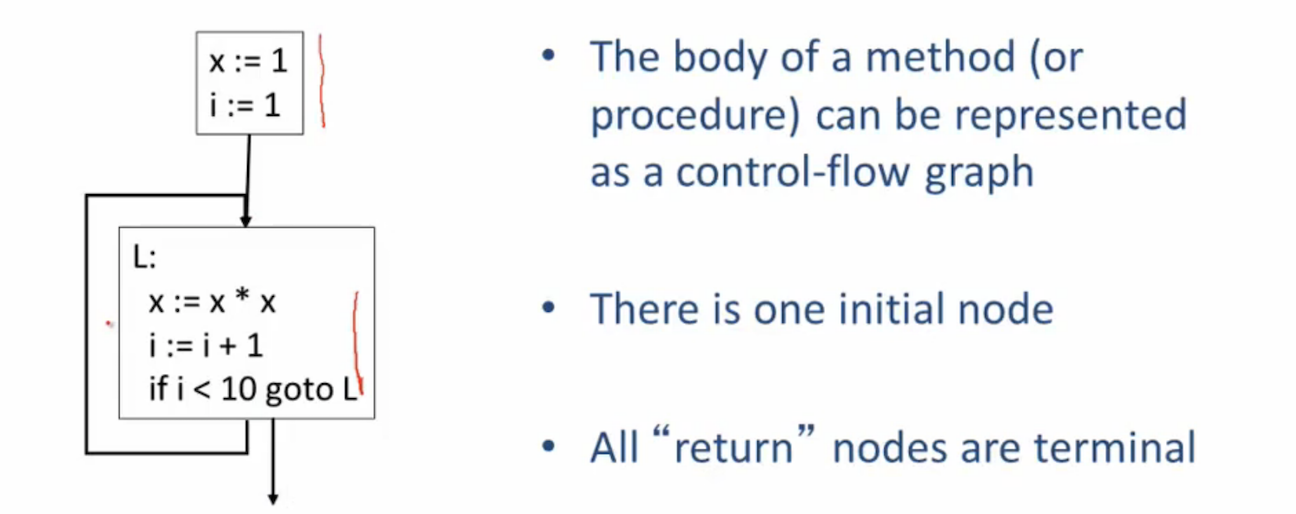 x := 1
i := 1
L:
x := x * x
i := i + 1
if i < 10 goto L
• The body of a method (or
procedure) can be represented
as a control-flow graph
• There is one initial node
• All “return” nodes are terminal